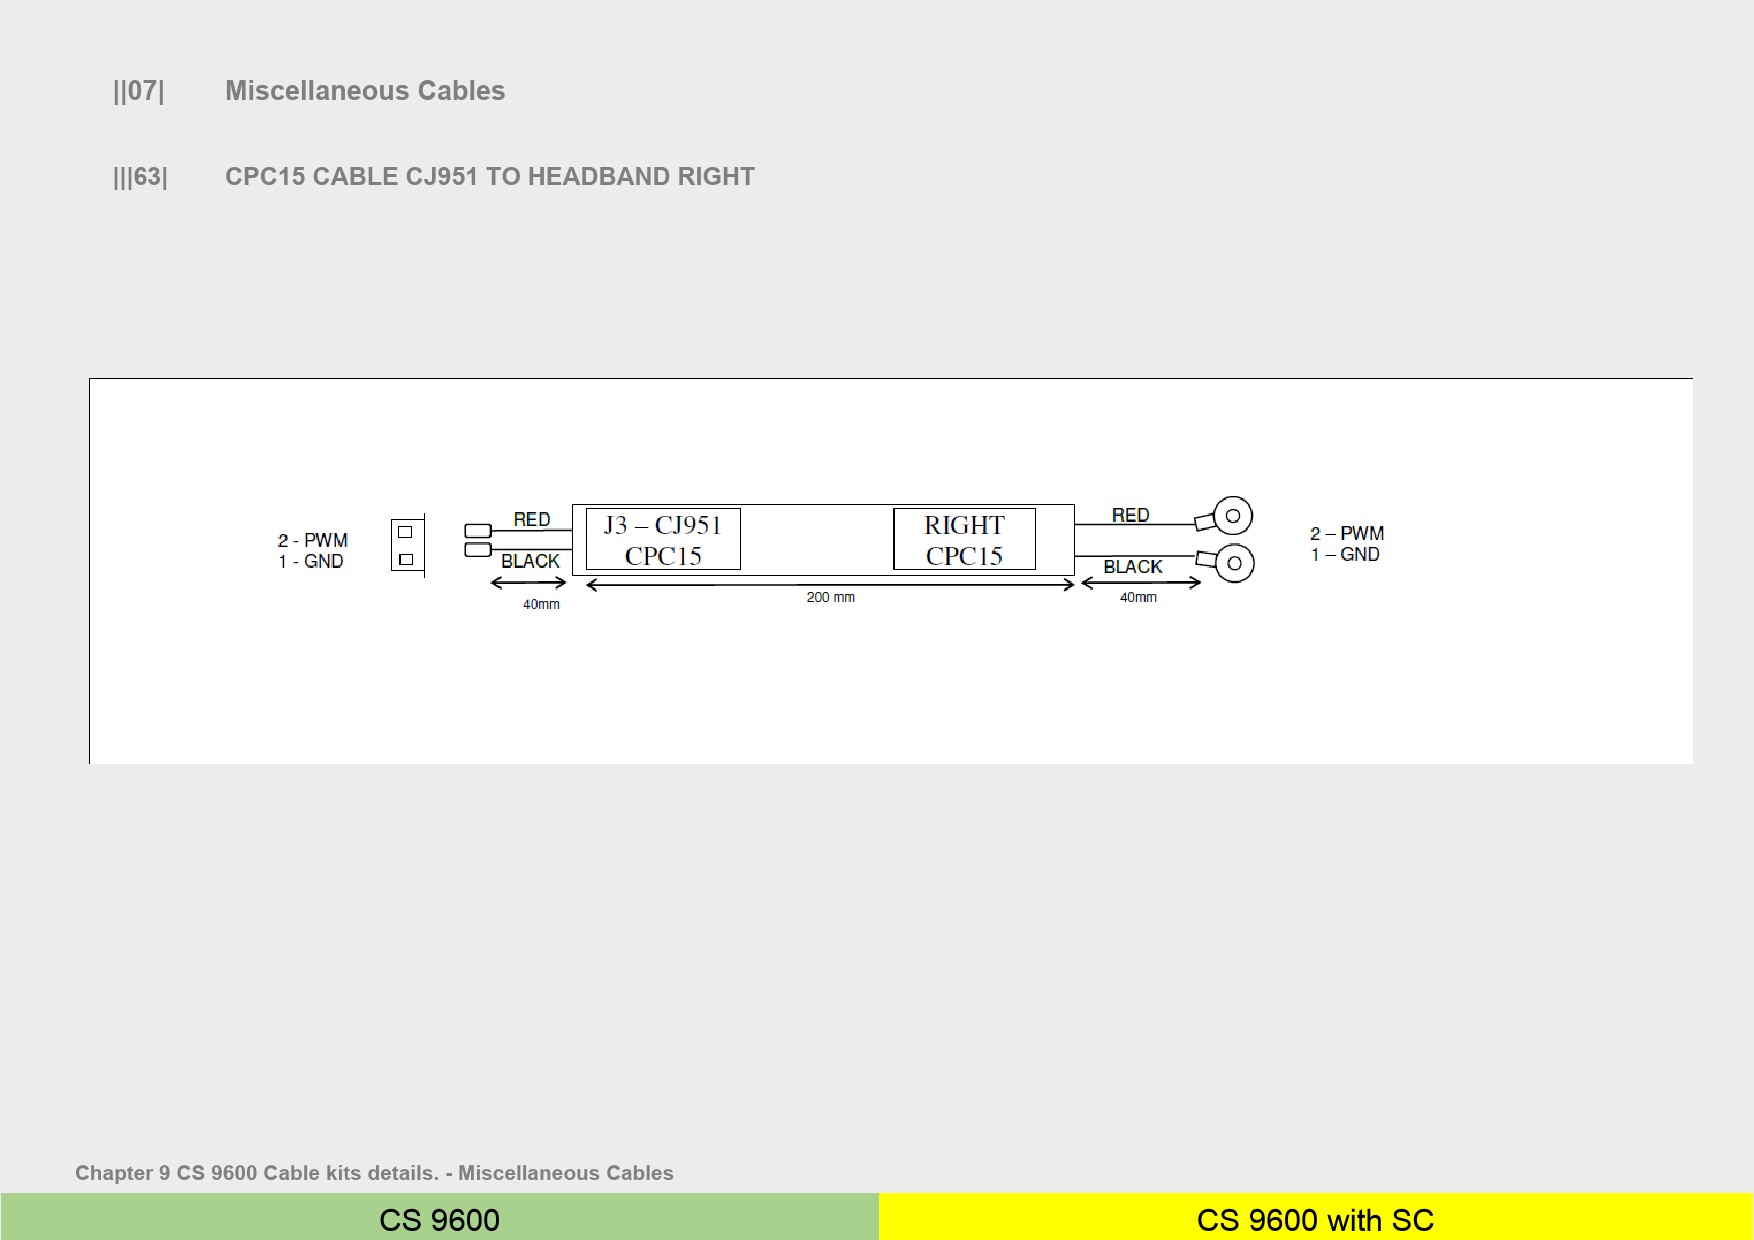 ||07| Miscellaneous Cables
|||63| CPC15 CABLE CJ951 TO HEADBAND RIGHT
2 - PWM
1 - GND
RED
BLACK
40mm
J3 – CJ951
CPC15
200 mm
RIGHT
CPC15
RED
BLACK
40mm
2 – PWM
1 – GND
Chapter 9 CS 9600 Cable kits details. - Miscellaneous Cables
CS 9600
CS 9600 with SC